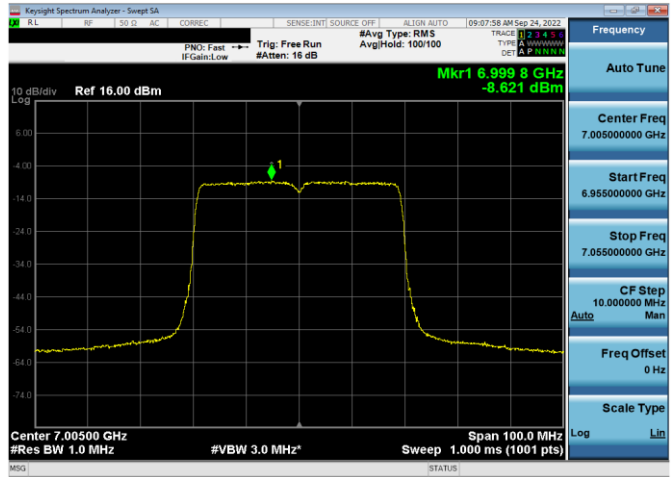 Keysight Spectrum Analyzer - Swept SA
RL RF 50 Ω AC CORREC SENSE:INT SOURCE OFF ALIGN AUTO 09:07:58 AM Sep 24, 2022
PNO: Fast
IFGain:Low
Trig: Free Run
#Atten: 16 dB
#Avg Type: RMS
Avg|Hold: 100/100
TRACE 1 2 3 4 5 6
TYPE A WWWWW
DET A P N N N N
Mkr1 6.999 8 GHz
-8.621 dBm
10 dB/div Ref 16.00 dBm
Log
6.00
-4.00
-14.0
-24.0
-34.0
-44.0
-54.0
-64.0
-74.0
1
Center 7.00500 GHz Span 100.0 MHz
#Res BW 1.0 MHz #VBW 3.0 MHz* Sweep 1.000 ms (1001 pts)
MSG STATUS
Frequency
Auto Tune
Center Freq
7.005000000 GHz
Start Freq
6.955000000 GHz
Stop Freq
7.055000000 GHz
CF Step
10.000000 MHz
Auto Man
Freq Offset
0 Hz
Scale Type
Log Lin